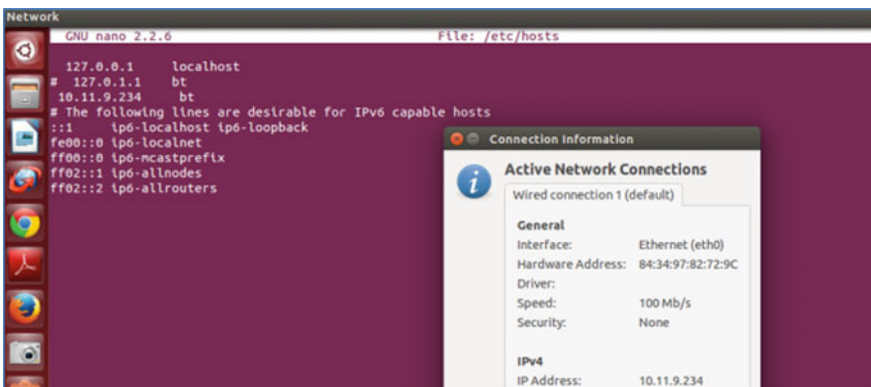 Network
GNU nano 2.2.6 File: /etc/hosts
127.0.0.1 localhost
# 127.0.1.1 bt
10.11.9.234 bt
# The following lines are desirable for IPv6 capable hosts
::1 ip6-localhost ip6-loopback
fe00::0 ip6-localnet
ff00::0 ip6-mcastprefix
ff02::1 ip6-allnodes
ff02::2 ip6-allrouters
Connection Information
Active Network Connections
Wired connection 1 (default)
General
Interface: Ethernet (eth0)
Hardware Address: 84:34:97:82:72:9C
Driver:
Speed: 100 Mb/s
Security: None
IPv4
IP Address: 10.11.9.234